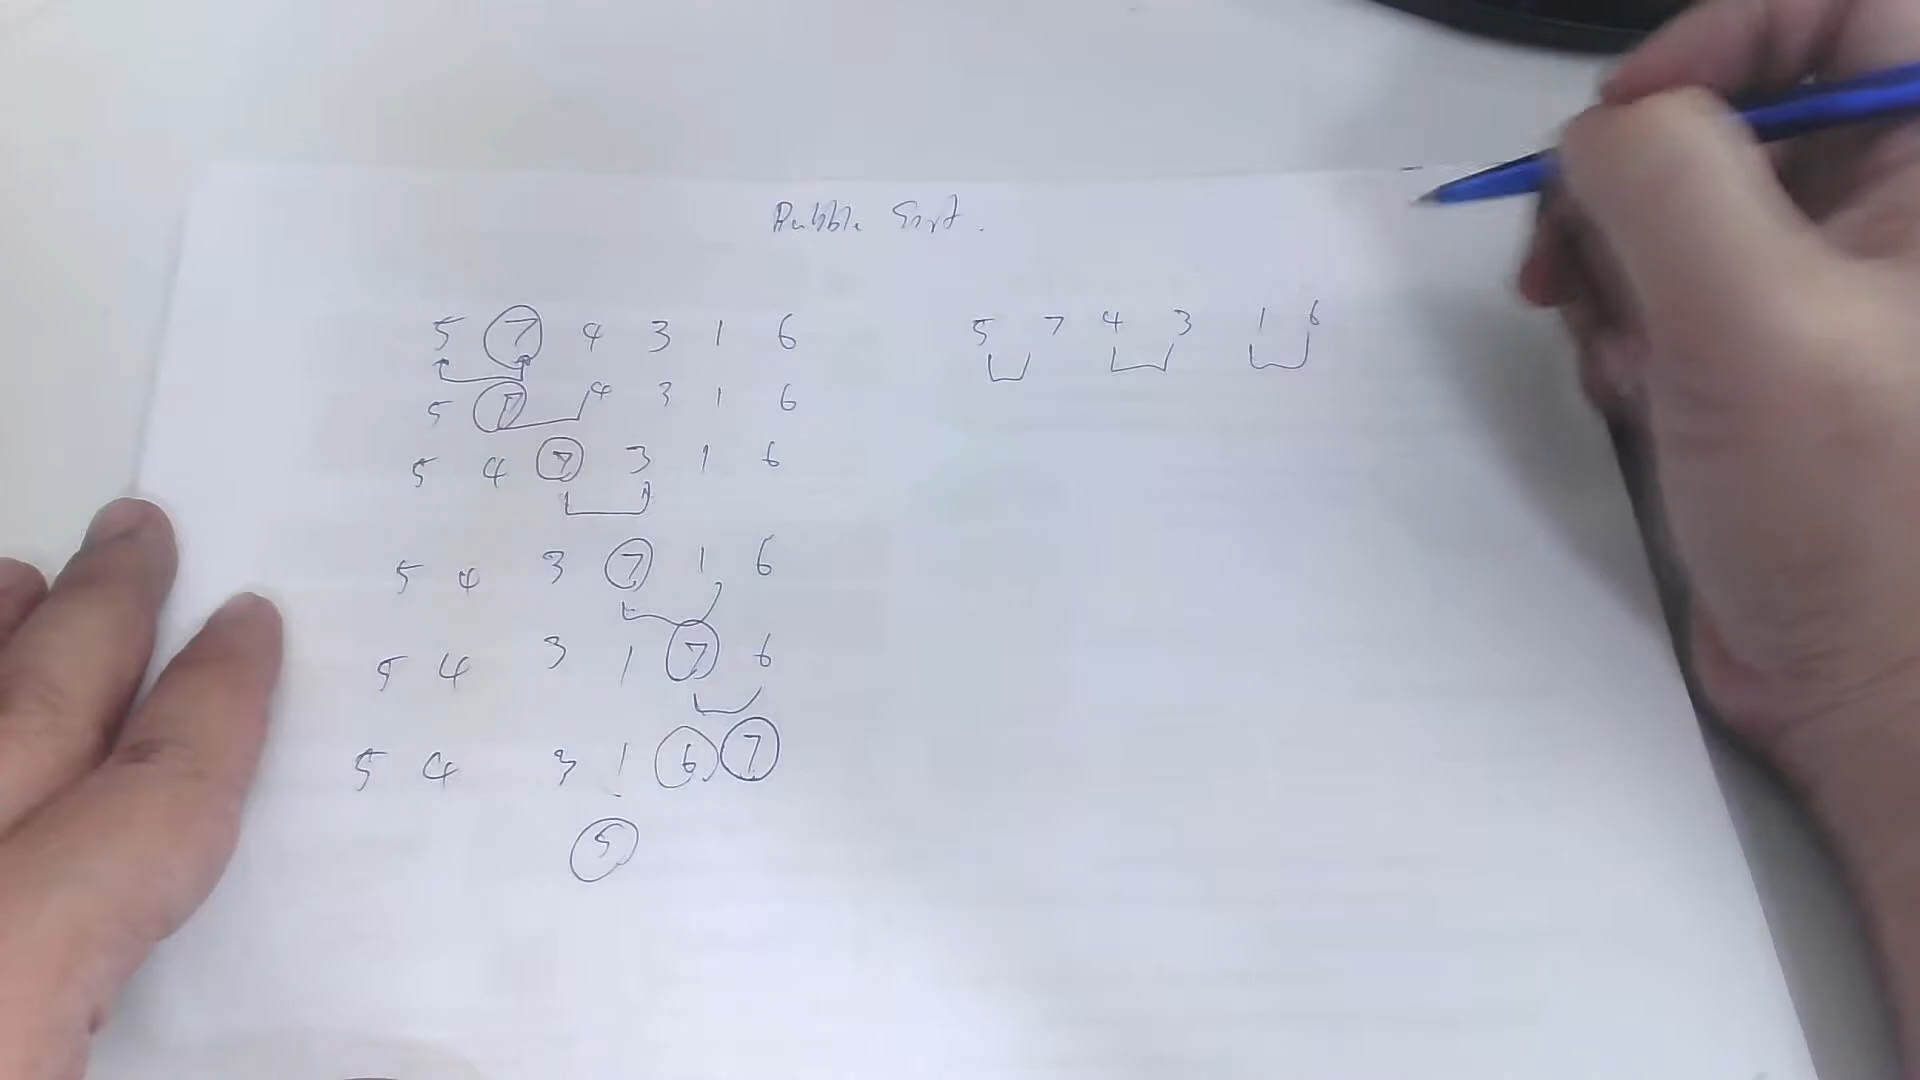 Bubble Sort.
5 7 4 3 1 6
5 7 4 3 1 6
5 4 7 3 1 6
5 4 3 7 1 6
5 4 3 1 7 6
5 4 3 1 6 7
5
5 7 4 3 1 6